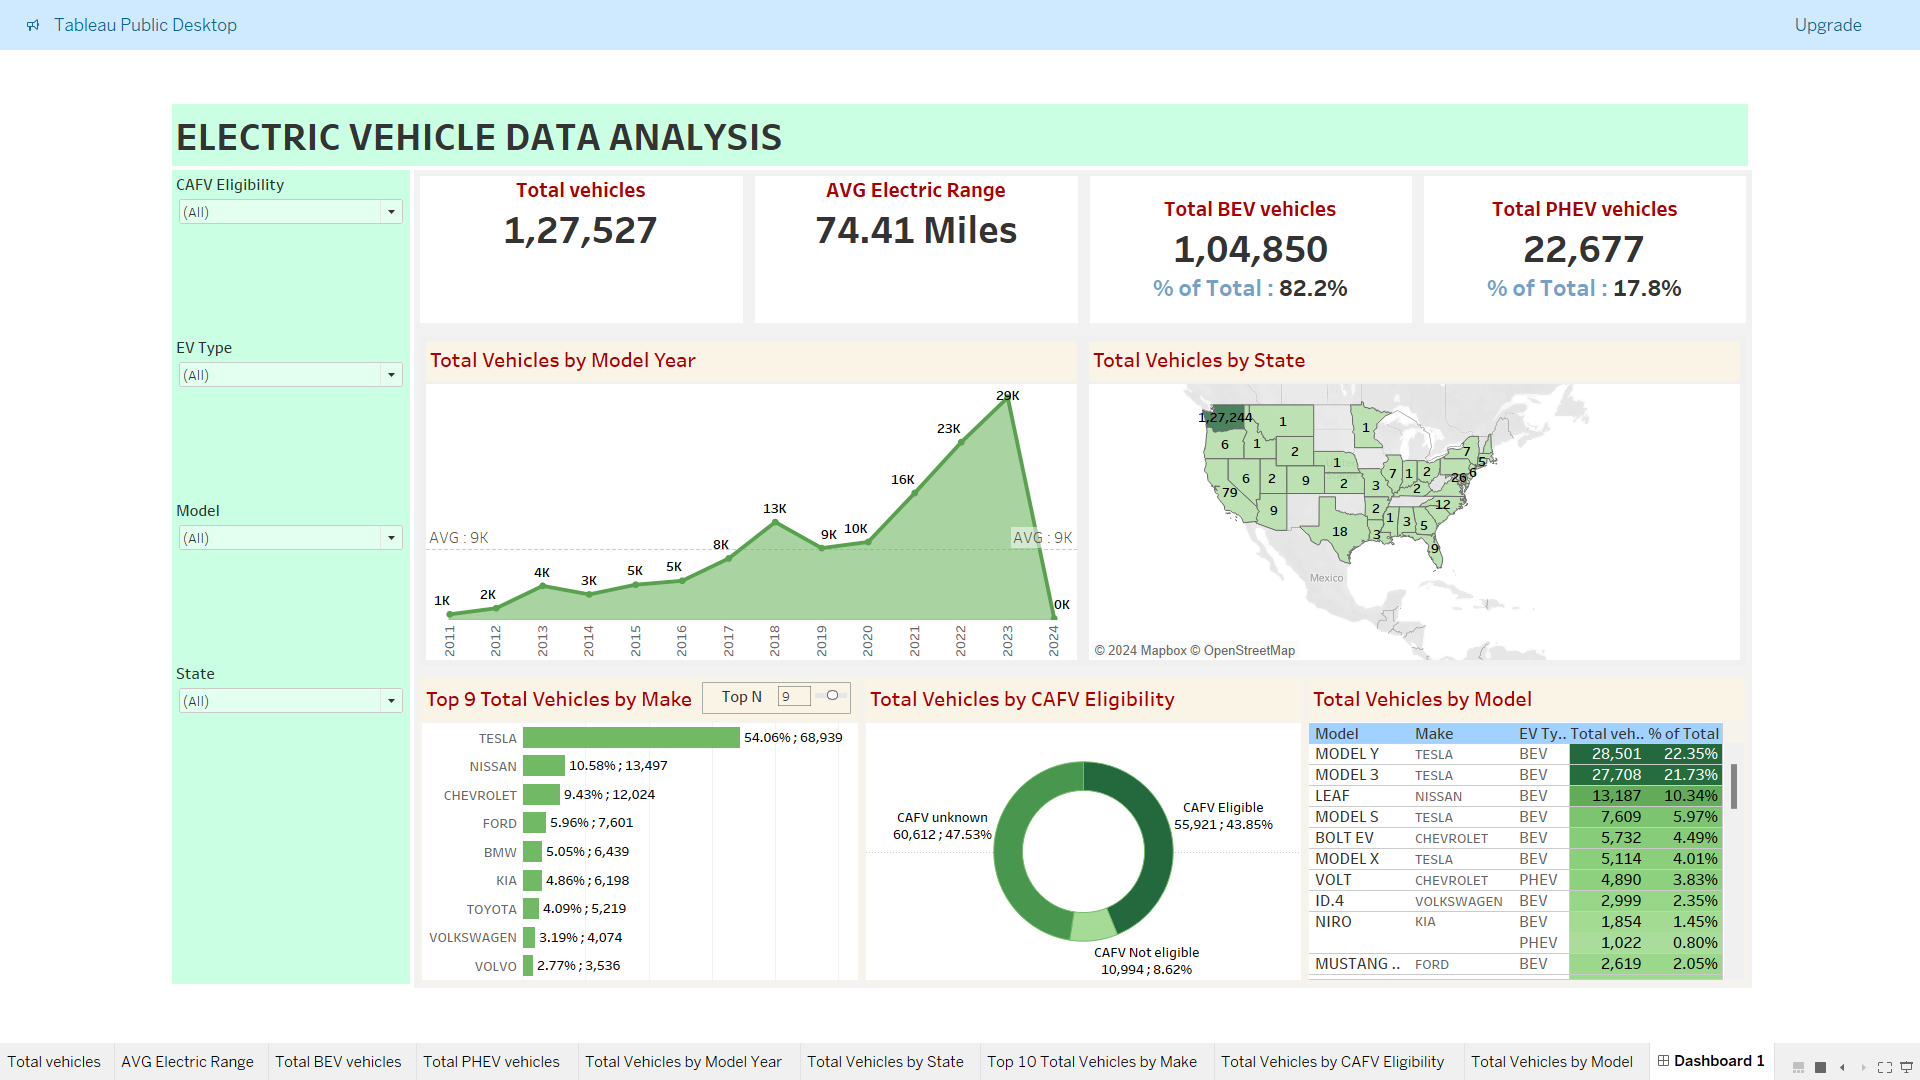 Tableau Public Desktop
Upgrade
ELECTRIC VEHICLE DATA ANALYSIS
CAFV Eligibility
(All)
EV Type
(All)
Model
(All)
State
(All)
Total vehicles
1,27,527
AVG Electric Range
74.41 Miles
Total BEV vehicles
1,04,850
% of Total : 82.2%
Total PHEV vehicles
22,677
% of Total : 17.8%
Total Vehicles by Model Year
29K
23K
16K
13K
9K
10K
AVG : 9K
AVG : 9K
8K
5K
5K
4K
3K
2K
1K
0K
2011
2012
2013
2014
2015
2016
2017
2018
2019
2020
2021
2022
2023
2024
Total Vehicles by State
1,27,244
1
1
6
1
2
7
5
1
7
1
2
26
6
6
2
9
2
3
2
79
12
9
2
1
3
5
18
3
9
Mexico
© 2024 Mapbox © OpenStreetMap
Top 9 Total Vehicles by Make
Top N
9
TESLA 54.06% ; 68,939
NISSAN 10.58% ; 13,497
CHEVROLET 9.43% ; 12,024
FORD 5.96% ; 7,601
BMW 5.05% ; 6,439
KIA 4.86% ; 6,198
TOYOTA 4.09% ; 5,219
VOLKSWAGEN 3.19% ; 4,074
VOLVO 2.77% ; 3,536
Total Vehicles by CAFV Eligibility
CAFV unknown
60,612 ; 47.53%
CAFV Eligible
55,921 ; 43.85%
CAFV Not eligible
10,994 ; 8.62%
Total Vehicles by Model
Model Make EV Ty.. Total veh.. % of Total
MODEL Y TESLA BEV 28,501 22.35%
MODEL 3 TESLA BEV 27,708 21.73%
LEAF NISSAN BEV 13,187 10.34%
MODEL S TESLA BEV 7,609 5.97%
BOLT EV CHEVROLET BEV 5,732 4.49%
MODEL X TESLA BEV 5,114 4.01%
VOLT CHEVROLET PHEV 4,890 3.83%
ID.4 VOLKSWAGEN BEV 2,999 2.35%
NIRO KIA BEV 1,854 1.45%
PHEV 1,022 0.80%
MUSTANG .. FORD BEV 2,619 2.05%
Total vehicles
AVG Electric Range
Total BEV vehicles
Total PHEV vehicles
Total Vehicles by Model Year
Total Vehicles by State
Top 10 Total Vehicles by Make
Total Vehicles by CAFV Eligibility
Total Vehicles by Model
Dashboard 1